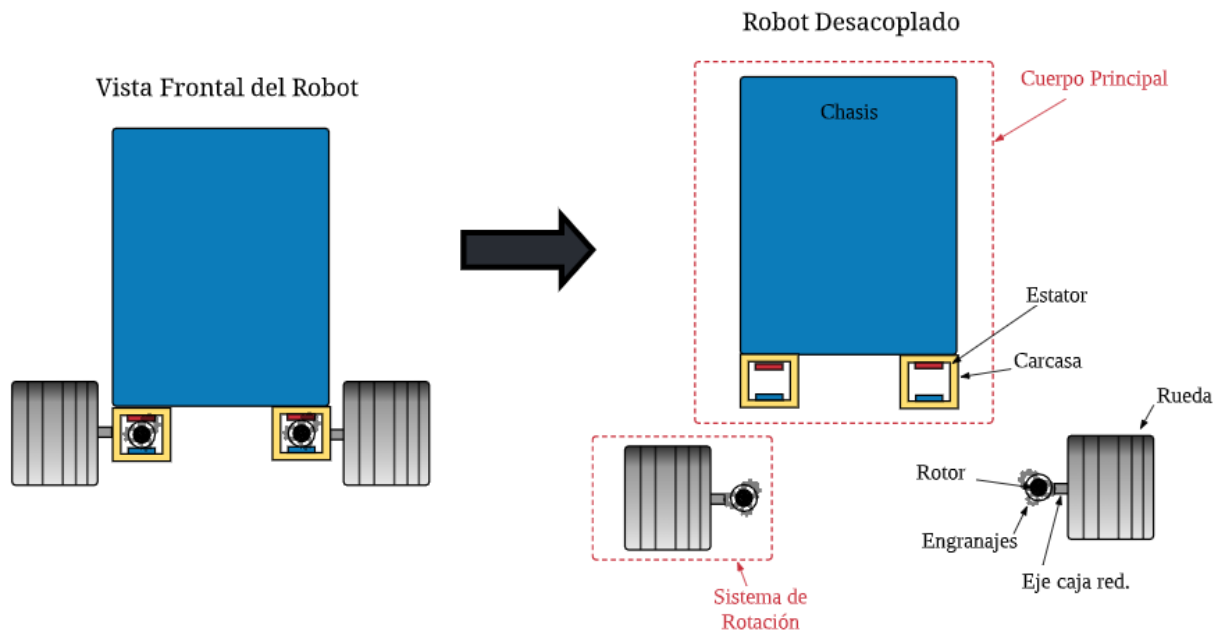 Robot Desacoplado
Vista Frontal del Robot
Cuerpo Principal
Chasis
Estator
Carcasa
Rueda
Rotor
Engranajes
Eje caja red.
Sistema de
Rotación